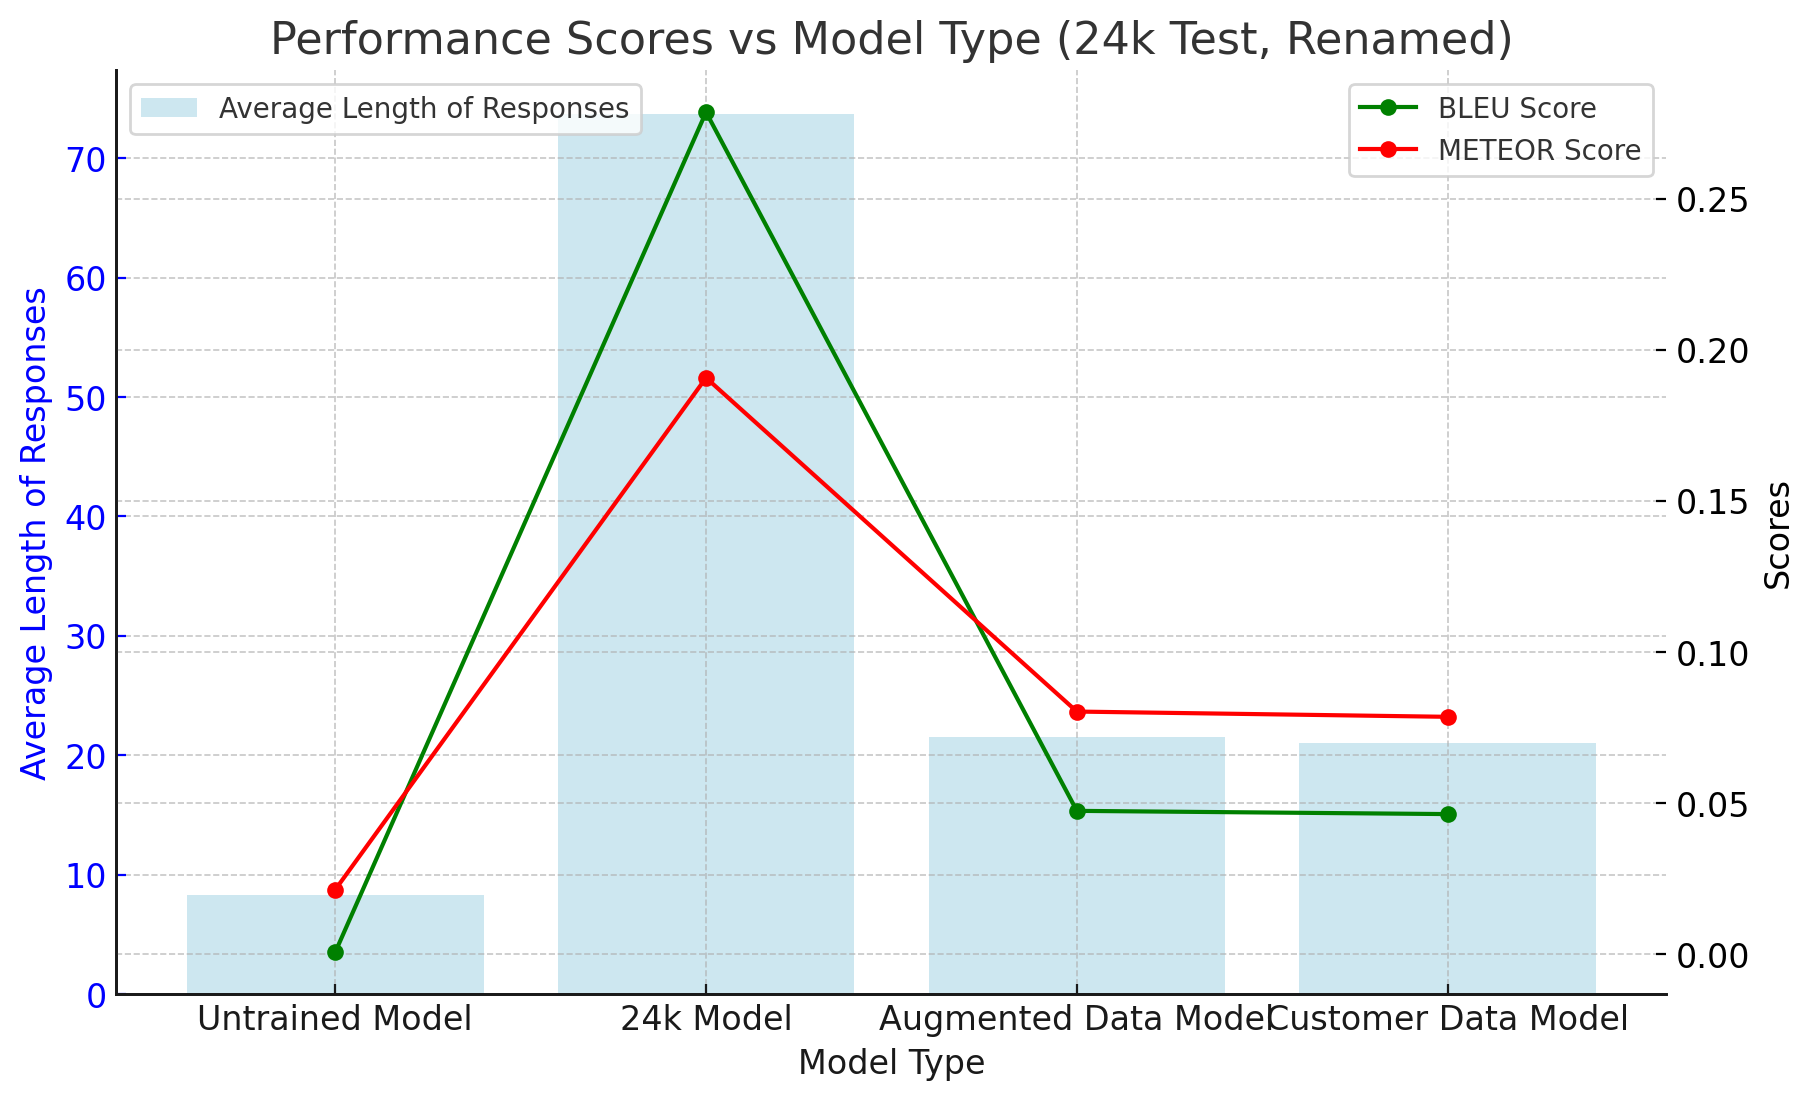 Performance Scores vs Model Type (24k Test, Renamed)
Average Length of Responses
BLEU Score
METEOR Score
Average Length of Responses
70
60
50
40
30
20
10
0
0.25
0.20
0.15
0.10
0.05
0.00
Scores
Untrained Model
24k Model
Augmented Data Model
Customer Data Model
Model Type